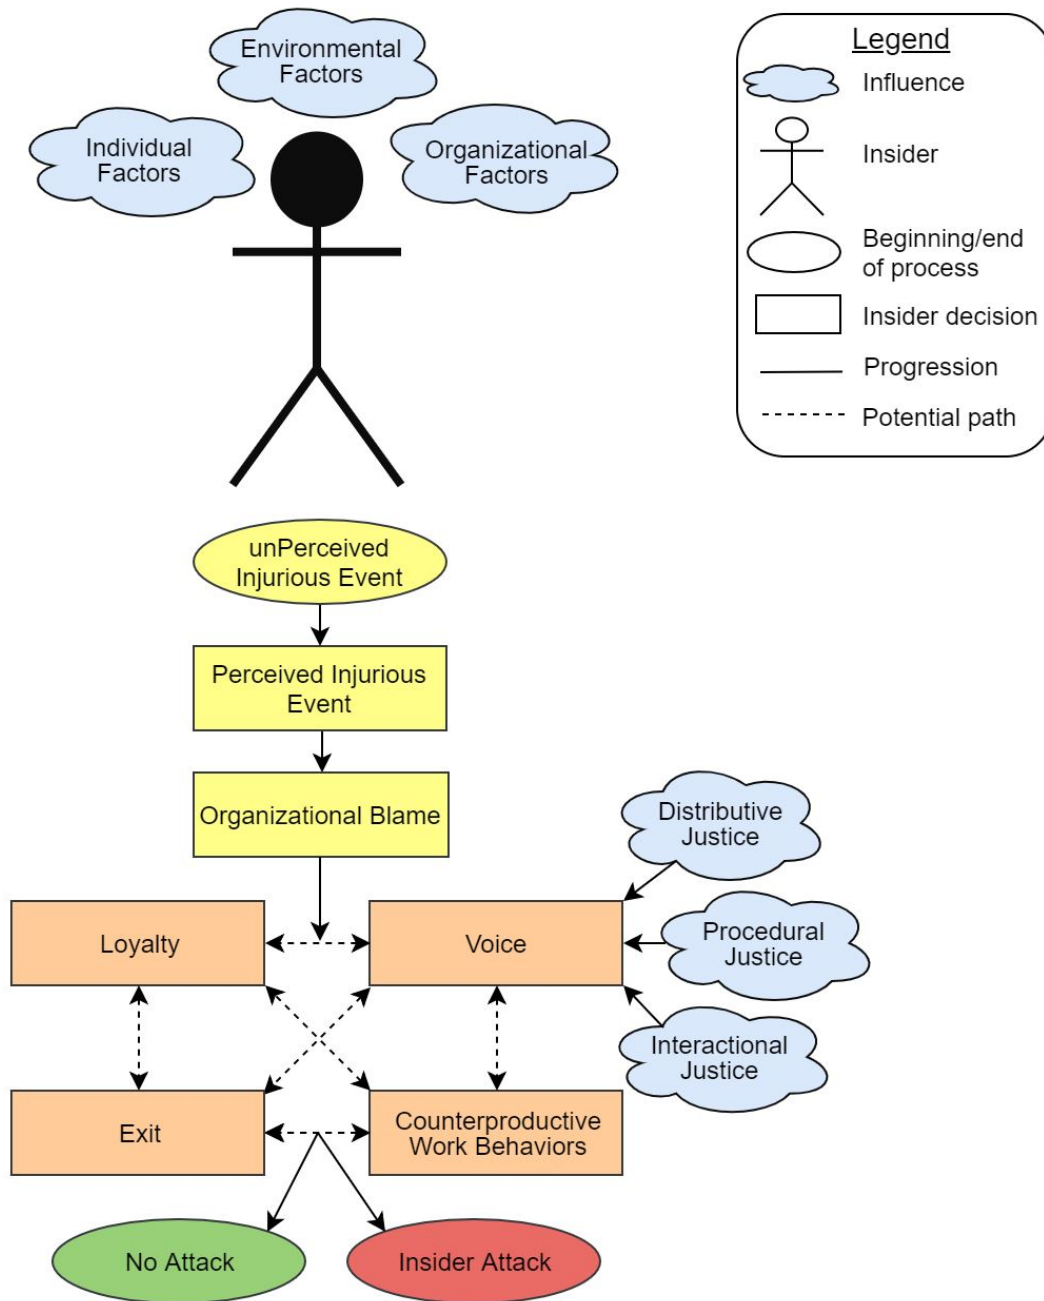 Environmental
Factors
Individual
Factors
Organizational
Factors
Legend
Influence
Insider
Beginning/end
of process
Insider decision
Progression
Potential path
unPerceived
Injurious Event
Perceived Injurious
Event
Organizational Blame
Distributive
Justice
Loyalty
Voice
Procedural
Justice
Interactional
Justice
Exit
Counterproductive
Work Behaviors
No Attack
Insider Attack